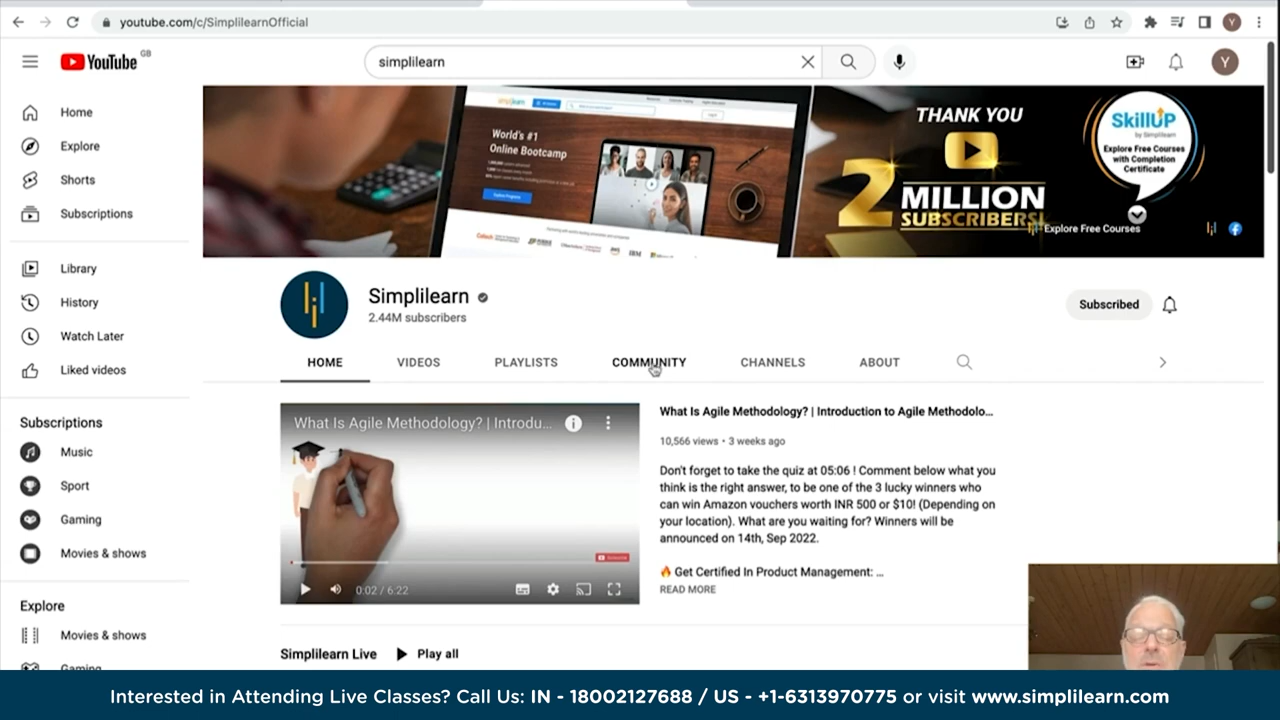 youtube.com/c/SimplilearnOfficial
YouTube GB
simplilearn
Y
Y
Home
Explore
Shorts
Subscriptions
Library
History
Watch Later
Liked videos
Subscriptions
Music
Sport
Gaming
Movies & shows
Explore
Movies & shows
Gaming
simplilearn
World's #1
Online Bootcamp
IBM
THANK YOU
2 MILLION
SUBSCRIBERS!
SkillUP
by Simplilearn
Explore Free Courses
with Completion
Certificate
Explore Free Courses
Simplilearn
2.44M subscribers
Subscribed
HOME
VIDEOS
PLAYLISTS
COMMUNITY
CHANNELS
ABOUT
What Is Agile Methodology? | Introdu...
0:02 / 6:22
What Is Agile Methodology? | Introduction to Agile Methodolo...
10,566 views • 3 weeks ago
Don't forget to take the quiz at 05:06 ! Comment below what you
think is the right answer, to be one of the 3 lucky winners who
can win Amazon vouchers worth INR 500 or $10! (Depending on
your location). What are you waiting for? Winners will be
announced on 14th, Sep 2022.
🔥 Get Certified In Product Management: ...
READ MORE
Simplilearn Live
Play all
Interested in Attending Live Classes? Call Us: IN - 18002127688 / US - +1-6313970775 or visit www.simplilearn.com